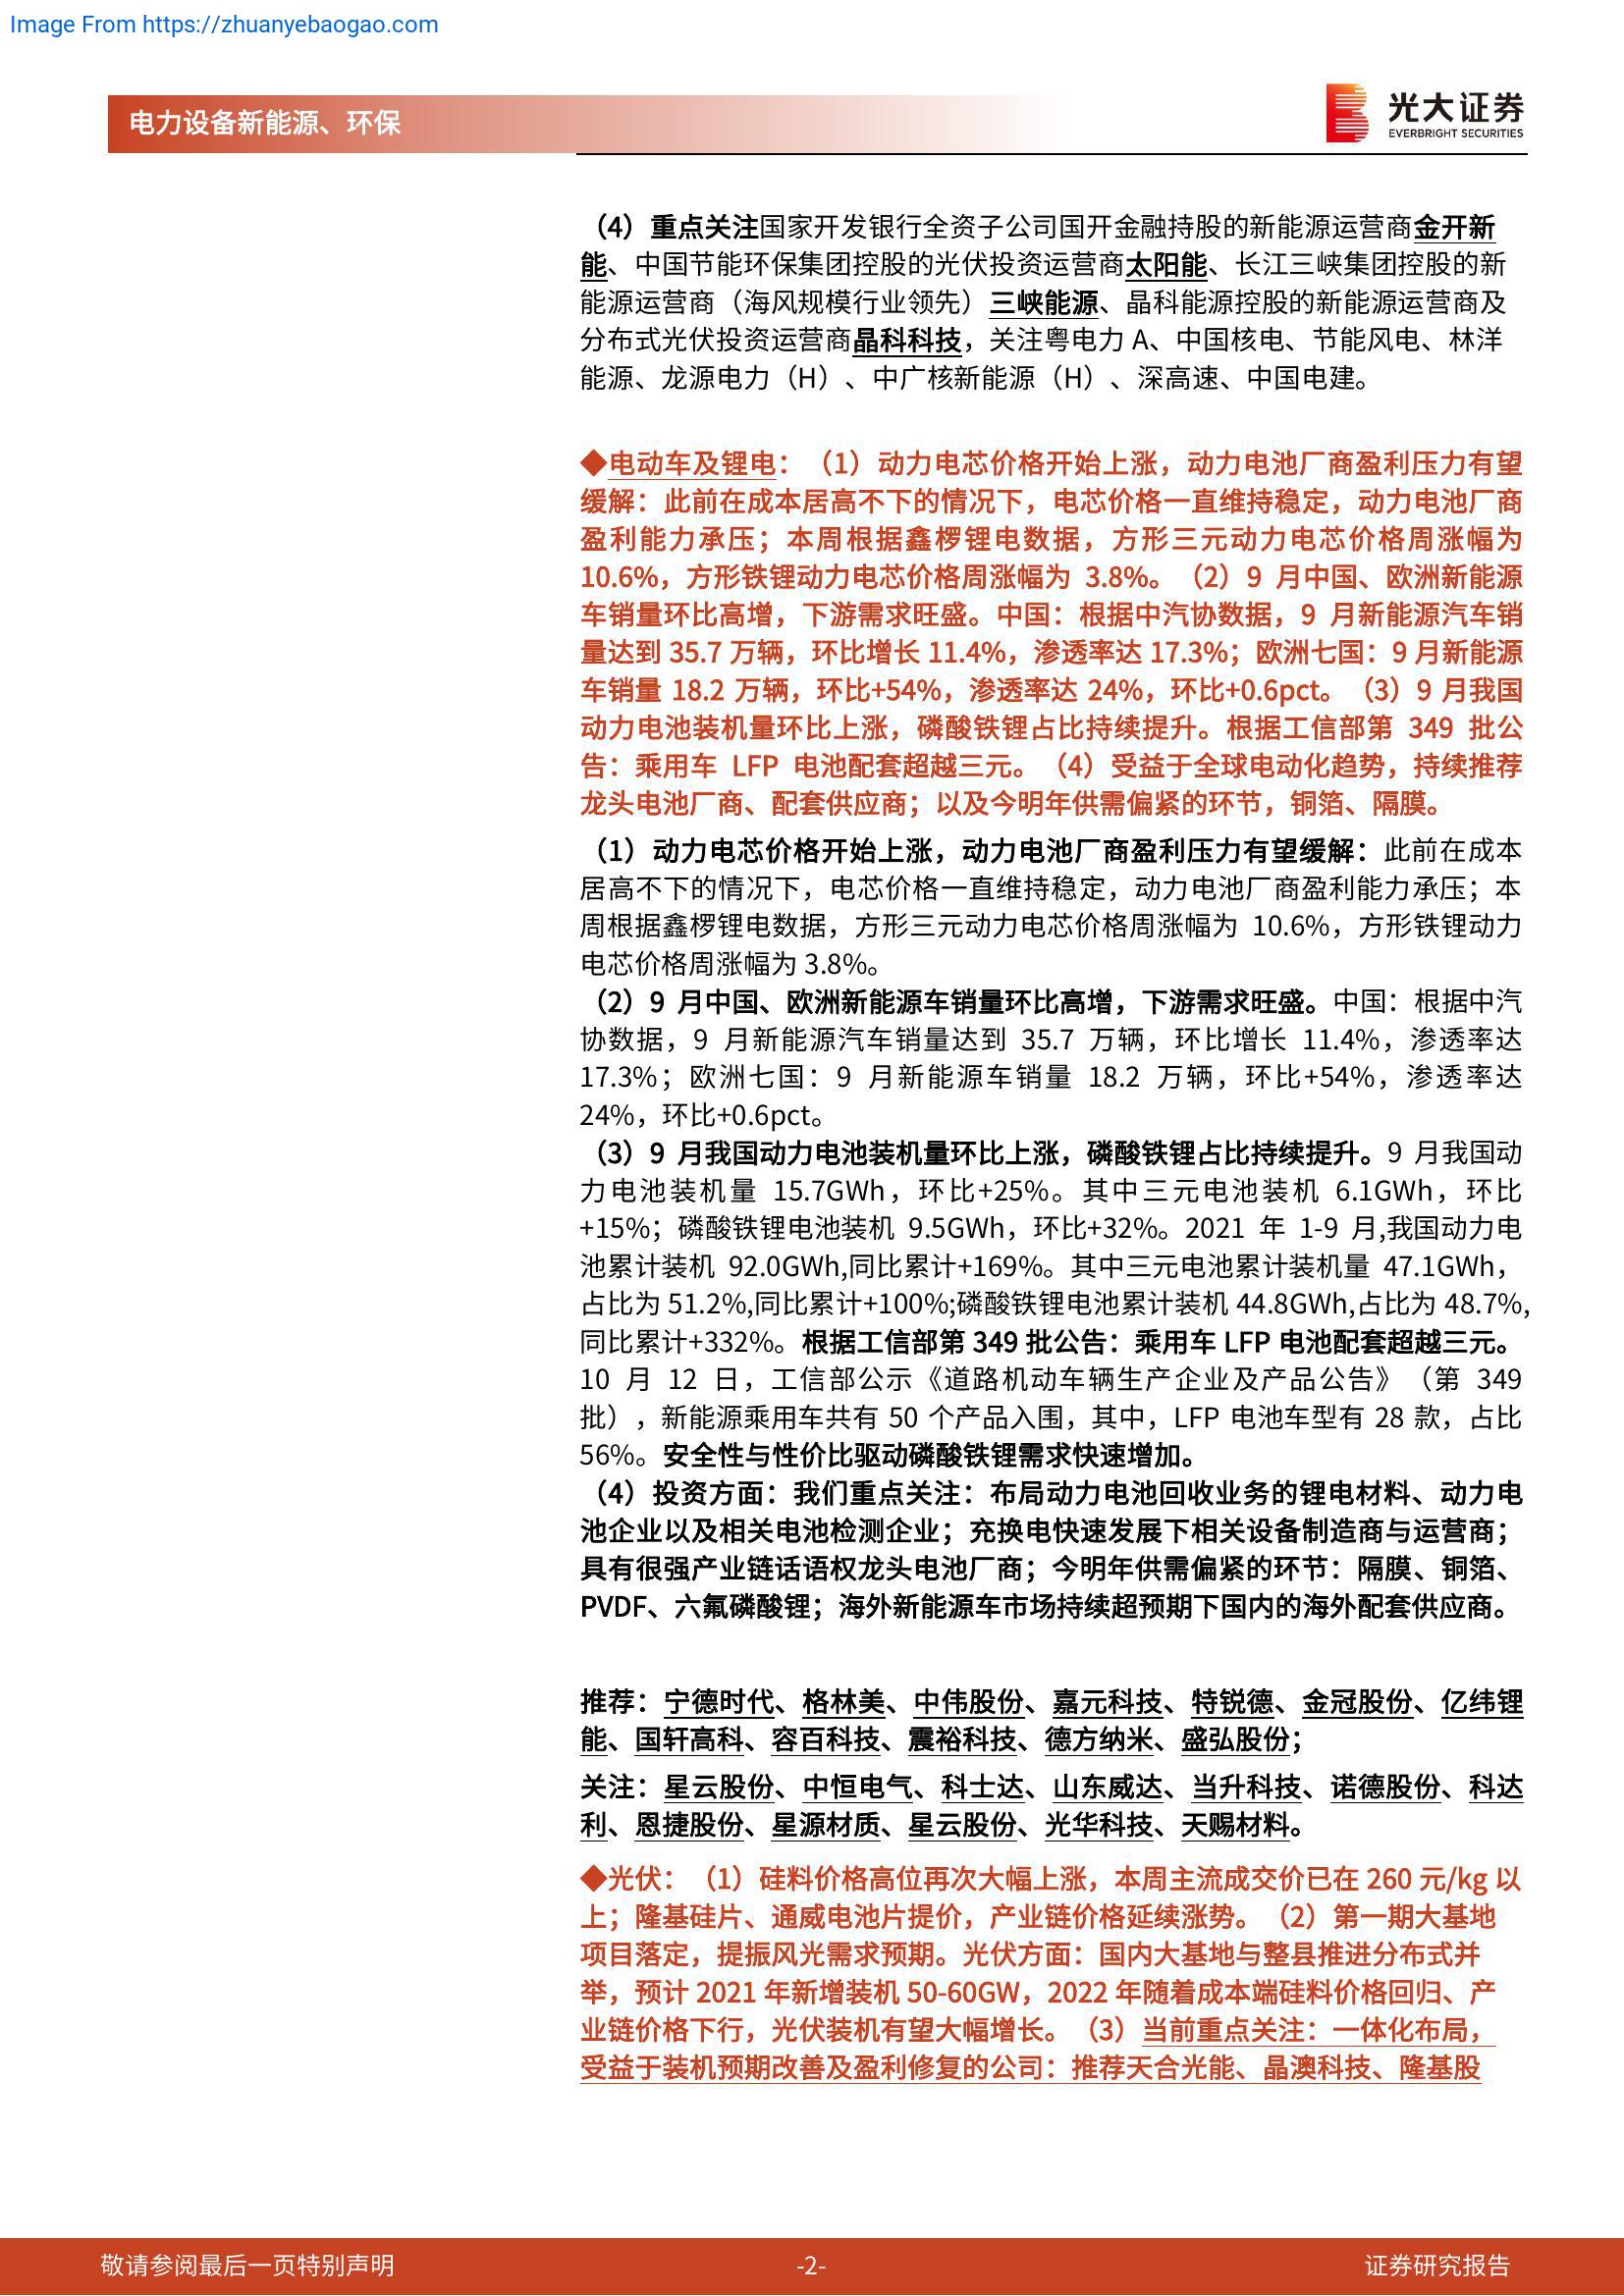 Image From https://zhuanyebaogao.com
电力设备新能源、环保
光大证券
EVERBRIGHT SECURITIES
（4）重点关注国家开发银行全资子公司国开金融持股的新能源运营商金开新
能、中国节能环保集团控股的光伏投资运营商太阳能、长江三峡集团控股的新
能源运营商（海风规模行业领先）三峡能源、晶科能源控股的新能源运营商及
分布式光伏投资运营商晶科科技，关注粤电力 A、中国核电、节能风电、林洋
能源、龙源电力（H）、中广核新能源（H）、深高速、中国电建。
◆电动车及锂电：（1）动力电芯价格开始上涨，动力电池厂商盈利压力有望
缓解：此前在成本居高不下的情况下，电芯价格一直维持稳定，动力电池厂商
盈利能力承压；本周根据鑫椤锂电数据，方形三元动力电芯价格周涨幅为
10.6%，方形铁锂动力电芯价格周涨幅为 3.8%。（2）9 月中国、欧洲新能源
车销量环比高增，下游需求旺盛。中国：根据中汽协数据，9 月新能源汽车销
量达到 35.7 万辆，环比增长 11.4%，渗透率达 17.3%；欧洲七国：9 月新能源
车销量 18.2 万辆，环比+54%，渗透率达 24%，环比+0.6pct。（3）9 月我国
动力电池装机量环比上涨，磷酸铁锂占比持续提升。根据工信部第 349 批公
告：乘用车 LFP 电池配套超越三元。（4）受益于全球电动化趋势，持续推荐
龙头电池厂商、配套供应商；以及今明年供需偏紧的环节，铜箔、隔膜。
（1）动力电芯价格开始上涨，动力电池厂商盈利压力有望缓解：此前在成本
居高不下的情况下，电芯价格一直维持稳定，动力电池厂商盈利能力承压；本
周根据鑫椤锂电数据，方形三元动力电芯价格周涨幅为 10.6%，方形铁锂动力
电芯价格周涨幅为 3.8%。
（2）9 月中国、欧洲新能源车销量环比高增，下游需求旺盛。中国：根据中汽
协数据，9 月新能源汽车销量达到 35.7 万辆，环比增长 11.4%，渗透率达
17.3%；欧洲七国：9 月新能源车销量 18.2 万辆，环比+54%，渗透率达
24%，环比+0.6pct。
（3）9 月我国动力电池装机量环比上涨，磷酸铁锂占比持续提升。9 月我国动
力电池装机量 15.7GWh，环比+25%。其中三元电池装机 6.1GWh，环比
+15%；磷酸铁锂电池装机 9.5GWh，环比+32%。2021 年 1-9 月,我国动力电
池累计装机 92.0GWh,同比累计+169%。其中三元电池累计装机量 47.1GWh，
占比为 51.2%,同比累计+100%;磷酸铁锂电池累计装机 44.8GWh,占比为 48.7%,
同比累计+332%。根据工信部第 349 批公告：乘用车 LFP 电池配套超越三元。
10 月 12 日，工信部公示《道路机动车辆生产企业及产品公告》（第 349
批），新能源乘用车共有 50 个产品入围，其中，LFP 电池车型有 28 款，占比
56%。安全性与性价比驱动磷酸铁锂需求快速增加。
（4）投资方面：我们重点关注：布局动力电池回收业务的锂电材料、动力电
池企业以及相关电池检测企业；充换电快速发展下相关设备制造商与运营商；
具有很强产业链话语权龙头电池厂商；今明年供需偏紧的环节：隔膜、铜箔、
PVDF、六氟磷酸锂；海外新能源车市场持续超预期下国内的海外配套供应商。
推荐：宁德时代、格林美、中伟股份、嘉元科技、特锐德、金冠股份、亿纬锂
能、国轩高科、容百科技、震裕科技、德方纳米、盛弘股份；
关注：星云股份、中恒电气、科士达、山东威达、当升科技、诺德股份、科达
利、恩捷股份、星源材质、星云股份、光华科技、天赐材料。
◆光伏：（1）硅料价格高位再次大幅上涨，本周主流成交价已在 260 元/kg 以
上；隆基硅片、通威电池片提价，产业链价格延续涨势。（2）第一期大基地
项目落定，提振风光需求预期。光伏方面：国内大基地与整县推进分布式并
举，预计 2021 年新增装机 50-60GW，2022 年随着成本端硅料价格回归、产
业链价格下行，光伏装机有望大幅增长。（3）当前重点关注：一体化布局，
受益于装机预期改善及盈利修复的公司：推荐天合光能、晶澳科技、隆基股
敬请参阅最后一页特别声明
-2-
证券研究报告